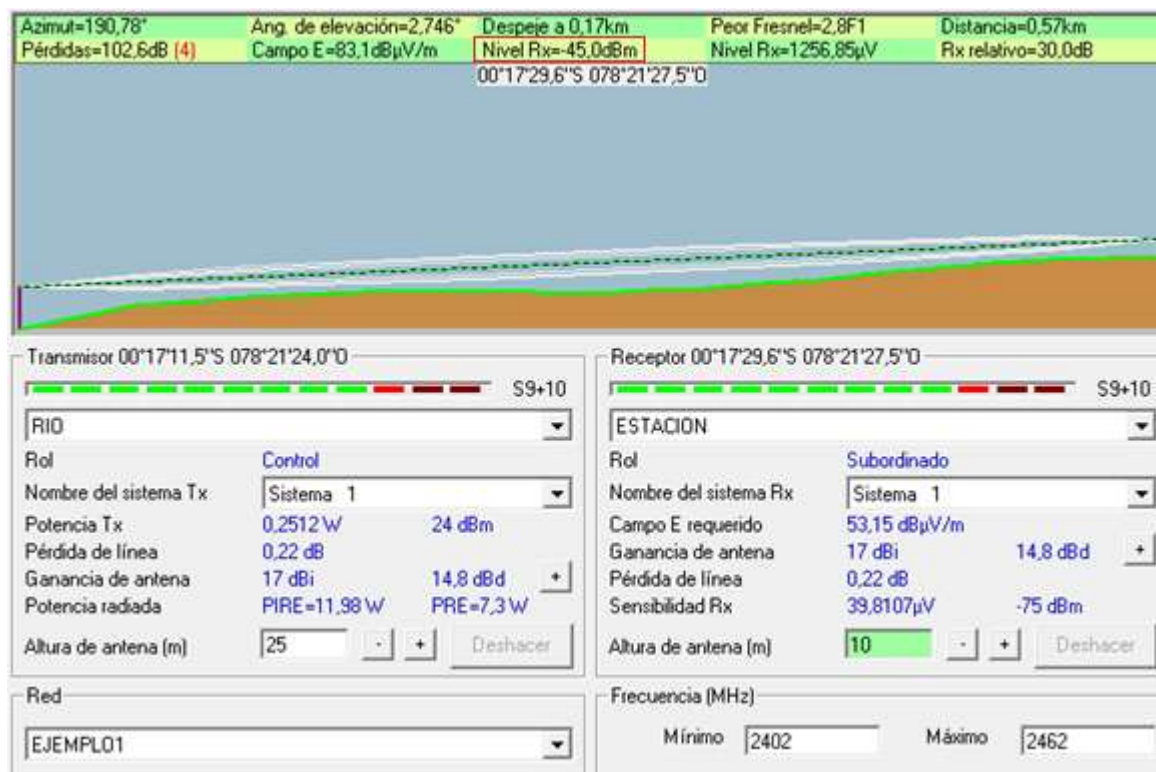 Azimut=190,78° Ang. de elevación=2,746° Despeje a 0,17km Peor Fresnel=2,8F1 Distancia=0,57km
Pérdidas=102,6dB (4) Campo E=83,1dBµV/m Nivel Rx=-45,0dBm Nivel Rx=1256,85µV Rx relativo=30,0dB
00°17'29,6"S 078°21'27,5"O
Transmisor 00°17'11,5"S 078°21'24,0"O
S9+10
RIO
Rol Control
Nombre del sistema Tx Sistema 1
Potencia Tx 0,2512 W 24 dBm
Pérdida de línea 0,22 dB
Ganancia de antena 17 dBi 14,8 dBd +
Potencia radiada PIRE=11,98 W PRE=7,3 W
Altura de antena (m) 25 - + Deshacer
Red
EJEMPLO1
Receptor 00°17'29,6"S 078°21'27,5"O
S9+10
ESTACION
Rol Subordinado
Nombre del sistema Rx Sistema 1
Campo E requerido 53,15 dBµV/m
Ganancia de antena 17 dBi 14,8 dBd +
Pérdida de línea 0,22 dB
Sensibilidad Rx 39,8107µV -75 dBm
Altura de antena (m) 10 - + Deshacer
Frecuencia (MHz)
Mínimo 2402 Máximo 2462